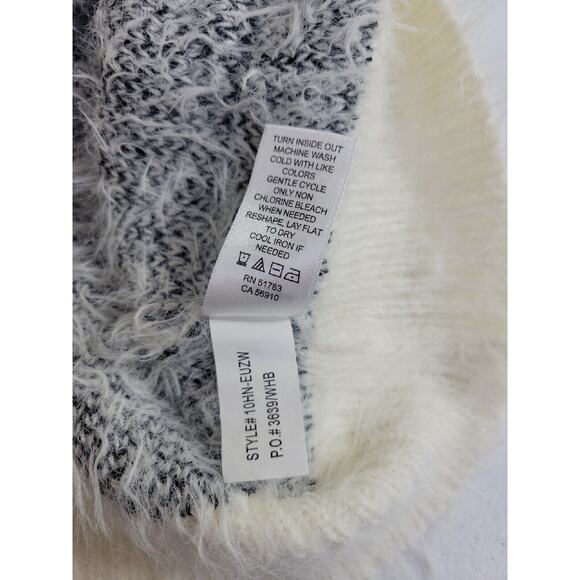 TURN INSIDE OUT
MACHINE WASH
COLD WITH LIKE
COLORS
GENTLE CYCLE
ONLY NON
CHLORINE BLEACH
WHEN NEEDED
RESHAPE, LAY FLAT
TO DRY
COOL IRON IF
NEEDED
RN 51783
CA 56910
STYLE# 10HN-EUZW
P.O.# 3639/WHB